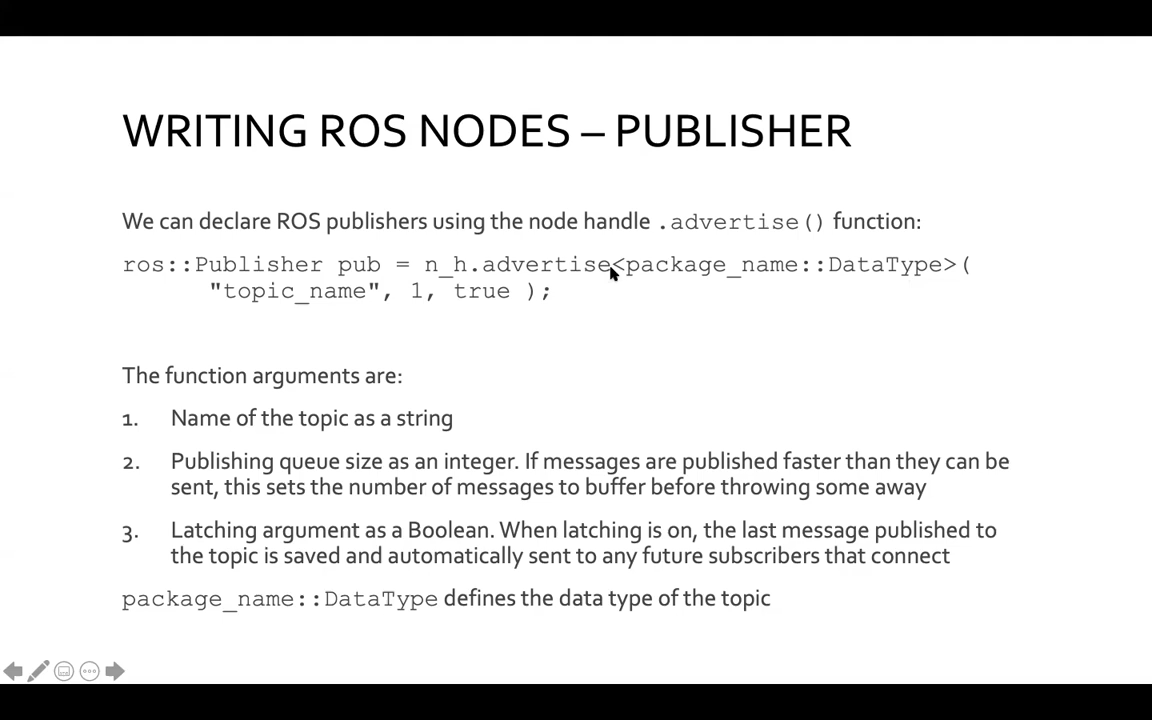 WRITING ROS NODES – PUBLISHER
We can declare ROS publishers using the node handle .advertise() function:
ros::Publisher pub = n_h.advertise<package_name::DataType>(
"topic_name", 1, true );
The function arguments are:
1. Name of the topic as a string
2. Publishing queue size as an integer. If messages are published faster than they can be
sent, this sets the number of messages to buffer before throwing some away
3. Latching argument as a Boolean. When latching is on, the last message published to
the topic is saved and automatically sent to any future subscribers that connect
package_name::DataType defines the data type of the topic